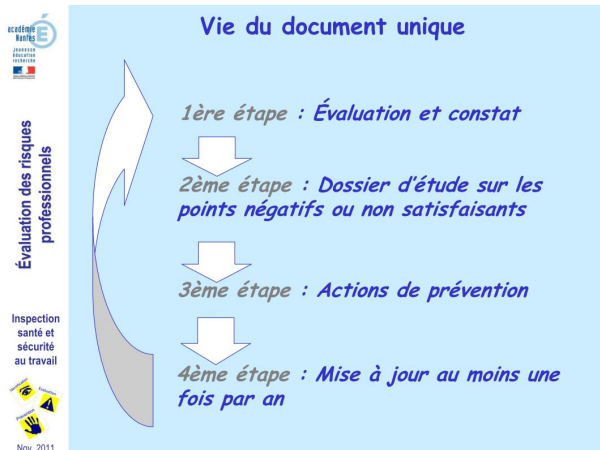 Vie du document unique
académie
Nantes
jeunesse
éducation
recherche
Évaluation des risques
professionnels
Inspection
santé et
sécurité
au travail
Évaluation
Prévention
Nov. 2011
1ère étape : Évaluation et constat
2ème étape : Dossier d'étude sur les
points négatifs ou non satisfaisants
3ème étape : Actions de prévention
4ème étape : Mise à jour au moins une
fois par an